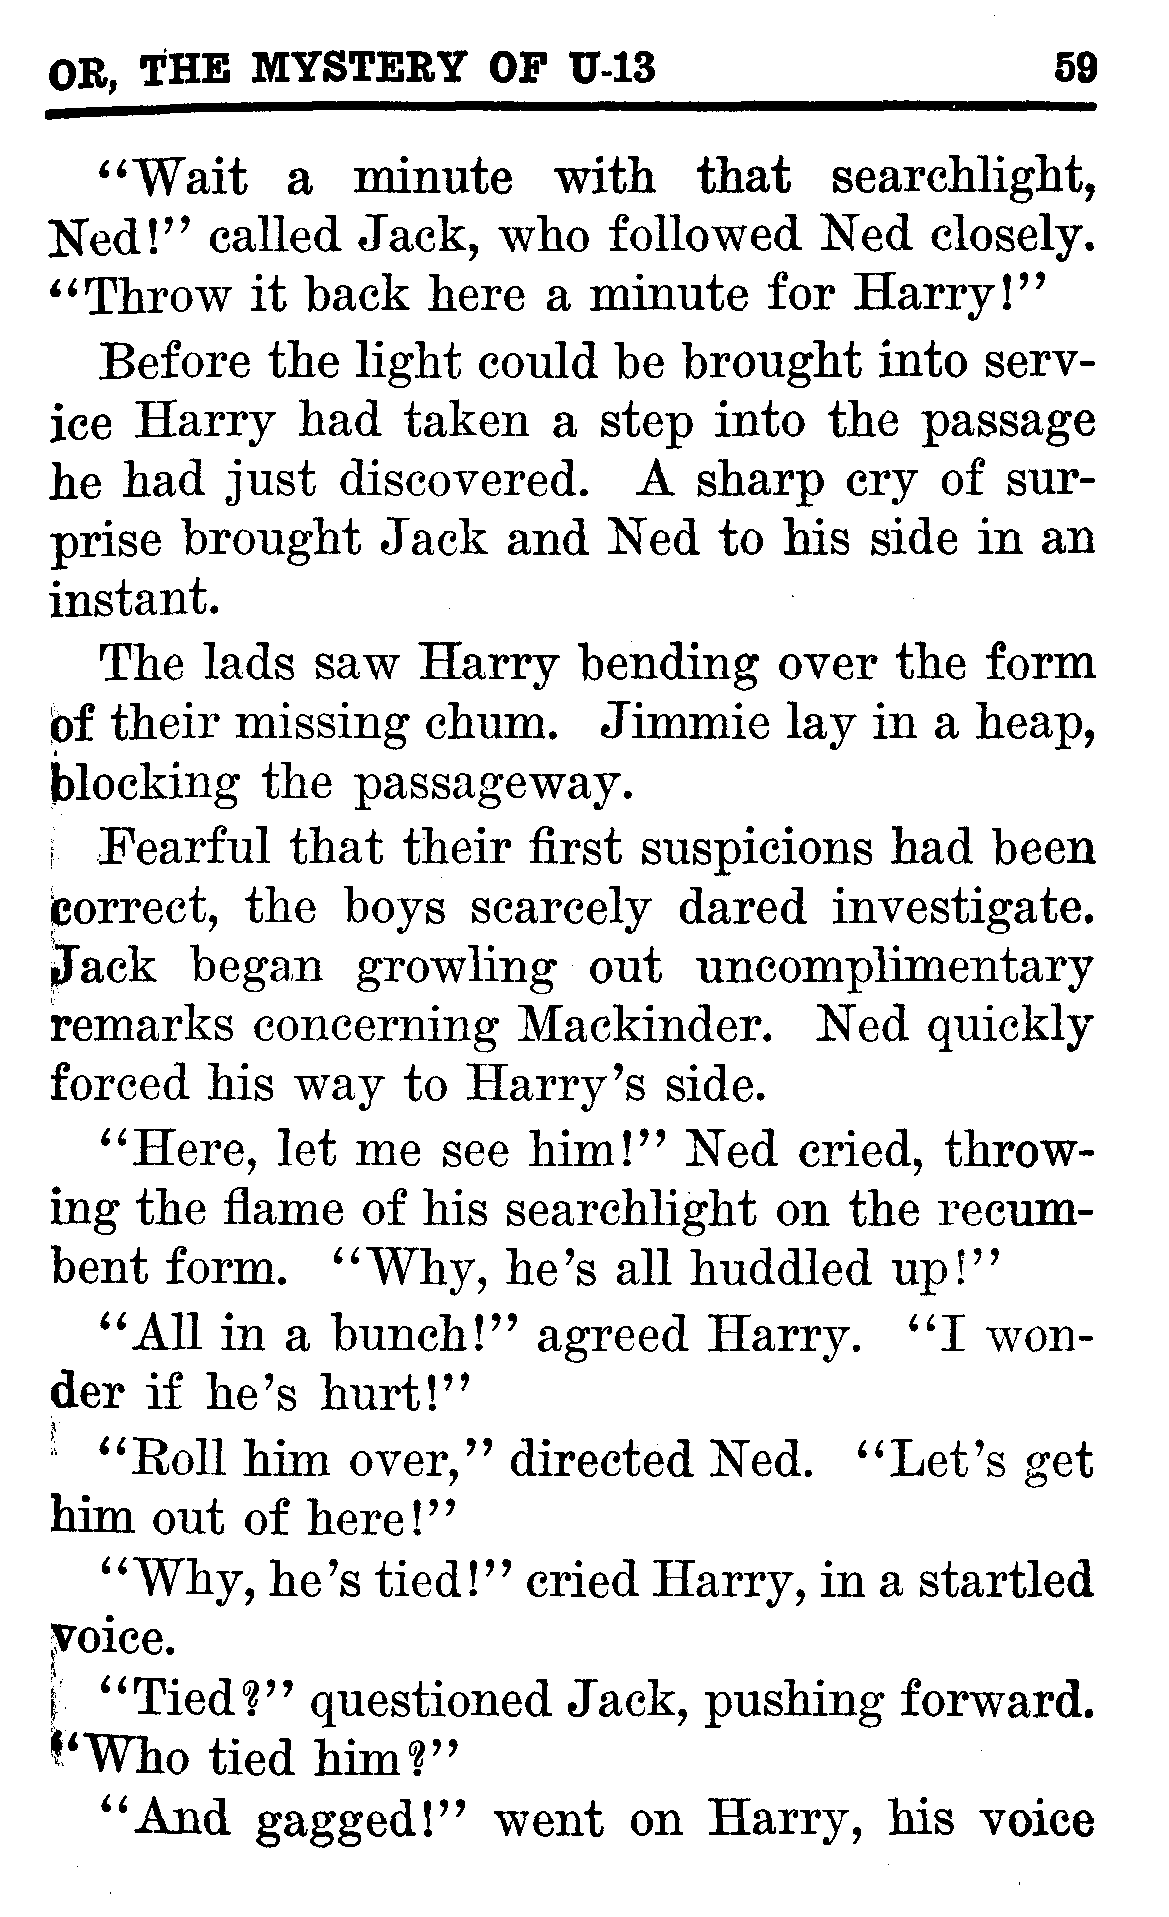 OR, THE MYSTERY OF U-13 59
“Wait a minute with that searchlight,
Ned!” called Jack, who followed Ned closely.
“Throw it back here a minute for Harry!”
Before the light could be brought into serv-
ice Harry had taken a step into the passage
he had just discovered. A sharp cry of sur-
prise brought Jack and Ned to his side in an
instant.
The lads saw Harry bending over the form
of their missing chum. Jimmie lay in a heap,
blocking the passageway.
Fearful that their first suspicions had been
correct, the boys scarcely dared investigate.
Jack began growling out uncomplimentary
remarks concerning Mackinder. Ned quickly
forced his way to Harry’s side.
“Here, let me see him!” Ned cried, throw-
ing the flame of his searchlight on the recum-
bent form. “Why, he’s all huddled up!”
“All in a bunch!” agreed Harry. “I won-
der if he’s hurt!”
“Roll him over,” directed Ned. “Let’s get
him out of here!”
“Why, he’s tied!” cried Harry, in a startled
voice.
“Tied?” questioned Jack, pushing forward.
“Who tied him?”
“And gagged!” went on Harry, his voice